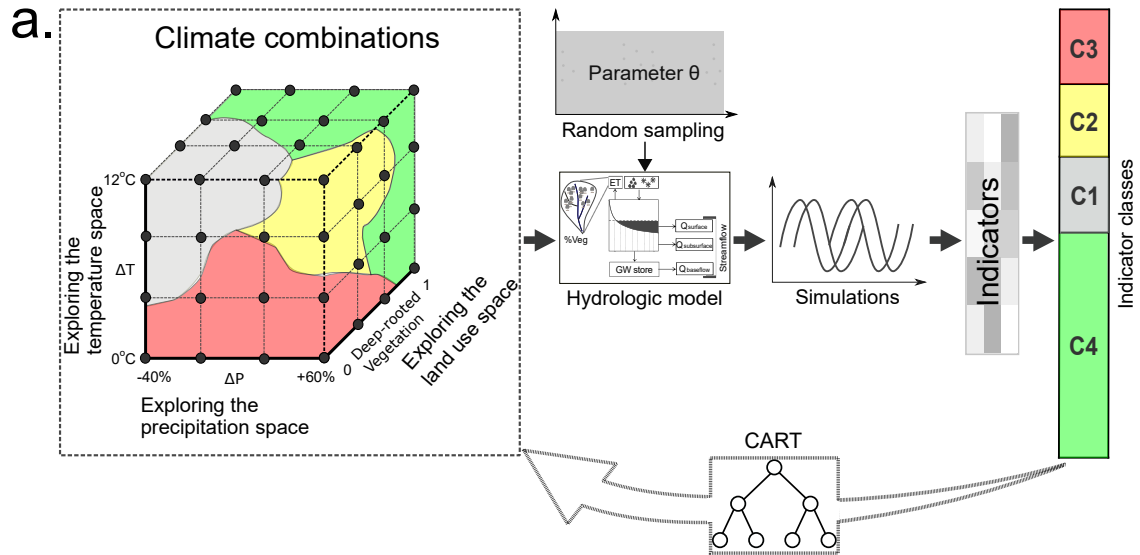 a.
Climate combinations
Exploring the
temperature space
12°C
ΔT
0°C
-40%
ΔP
+60%
Exploring the
precipitation space
0
Deep-rooted
Vegetation
1
Exploring the
land use space
Parameter θ
Random sampling
%Veg
ET
Qsurface
Qsubsurface
GW store
Qbaseflow
Streamflow
Hydrologic model
Simulations
Indicators
C3
C2
C1
C4
Indicator classes
CART